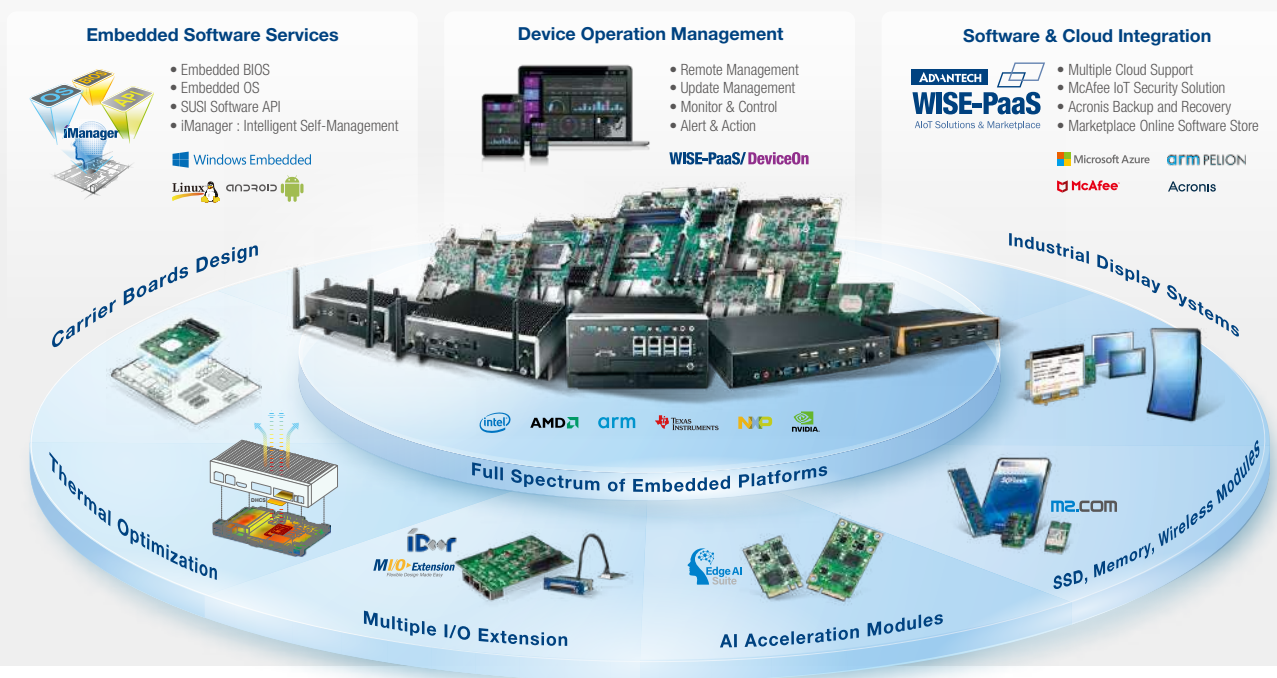 Embedded Software Services
OS
BIOS
API
iManager
• Embedded BIOS
• Embedded OS
• SUSI Software API
• iManager : Intelligent Self-Management
Windows Embedded
Linux
android
Device Operation Management
• Remote Management
• Update Management
• Monitor & Control
• Alert & Action
WISE-PaaS/DeviceOn
Software & Cloud Integration
ADVANTECH
WISE-PaaS
AIoT Solutions & Marketplace
• Multiple Cloud Support
• McAfee IoT Security Solution
• Acronis Backup and Recovery
• Marketplace Online Software Store
Microsoft Azure
arm PELION
McAfee
Acronis
Carrier Boards Design
Industrial Display Systems
intel
AMD
arm
TEXAS
INSTRUMENTS
NXP
NVIDIA
Full Spectrum of Embedded Platforms
Thermal Optimization
DHCS
iDoor
MI/O Extension
Flexible Design Made Easy
Multiple I/O Extension
Edge AI
Suite
AI Acceleration Modules
SQFlash
m2.com
SSD, Memory, Wireless Modules